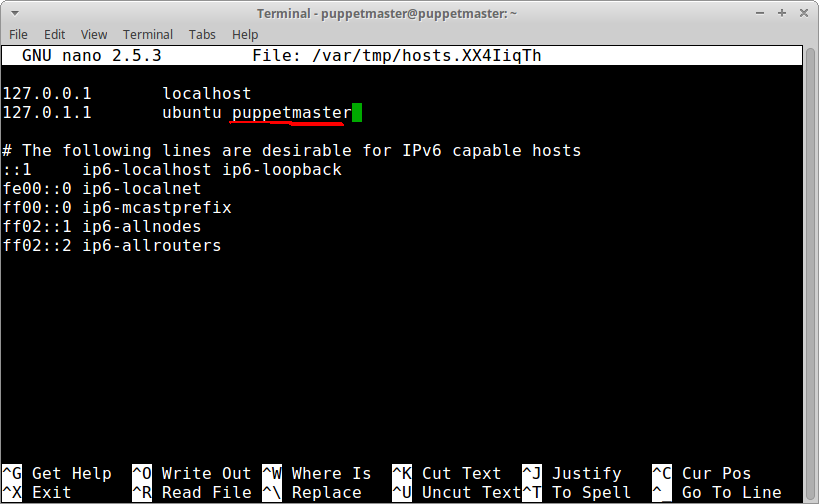 Terminal - puppetmaster@puppetmaster: ~
File Edit View Terminal Tabs Help
GNU nano 2.5.3 File: /var/tmp/hosts.XX4IiqTh
127.0.0.1 localhost
127.0.1.1 ubuntu puppetmaster
# The following lines are desirable for IPv6 capable hosts
::1 ip6-localhost ip6-loopback
fe00::0 ip6-localnet
ff00::0 ip6-mcastprefix
ff02::1 ip6-allnodes
ff02::2 ip6-allrouters
^G Get Help ^O Write Out ^W Where Is ^K Cut Text ^J Justify ^C Cur Pos
^X Exit ^R Read File ^\ Replace ^U Uncut Text ^T To Spell ^_ Go To Line